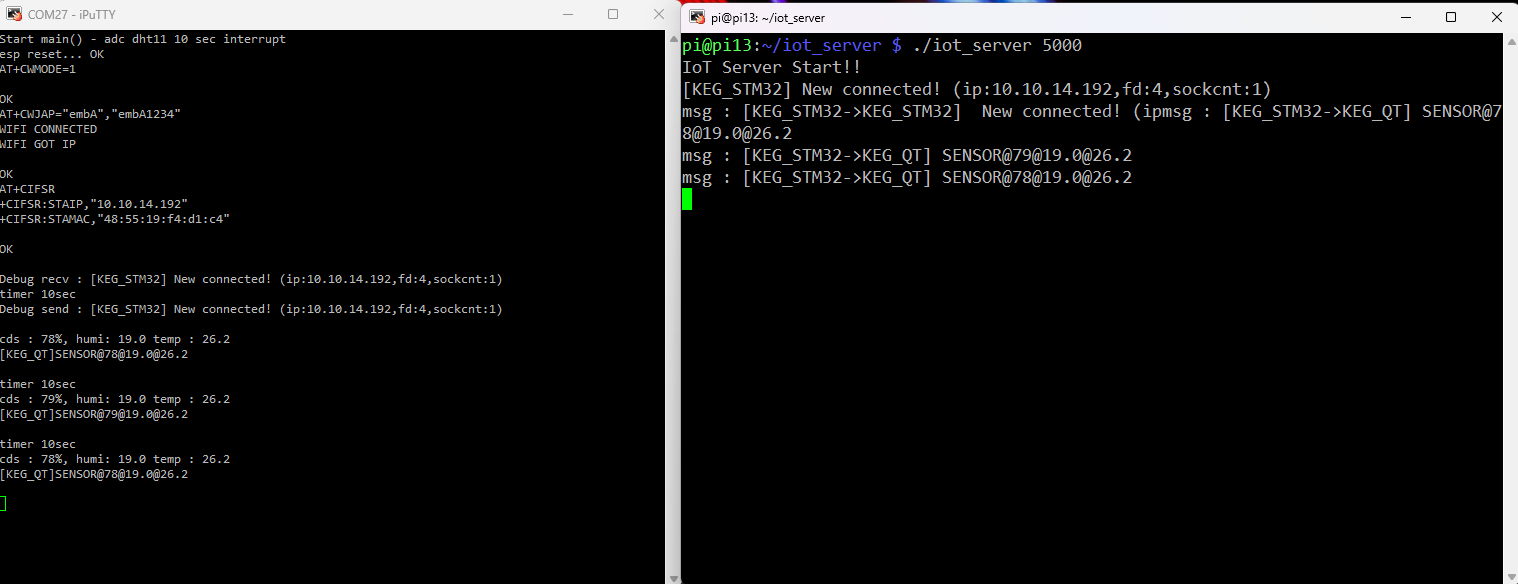 COM27 - iPuTTY
Start main() - adc dht11 10 sec interrupt
esp reset... OK
AT+CWMODE=1
OK
AT+CWJAP="embA","embA1234"
WIFI CONNECTED
WIFI GOT IP
OK
AT+CIFSR
+CIFSR:STAIP,"10.10.14.192"
+CIFSR:STAMAC,"48:55:19:f4:d1:c4"
OK
Debug recv : [KEG_STM32] New connected! (ip:10.10.14.192,fd:4,sockcnt:1)
timer 10sec
Debug send : [KEG_STM32] New connected! (ip:10.10.14.192,fd:4,sockcnt:1)
cds : 78%, humi: 19.0 temp : 26.2
[KEG_QT]SENSOR@78@19.0@26.2
timer 10sec
cds : 79%, humi: 19.0 temp : 26.2
[KEG_QT]SENSOR@79@19.0@26.2
timer 10sec
cds : 78%, humi: 19.0 temp : 26.2
[KEG_QT]SENSOR@78@19.0@26.2
pi@pi13: ~/iot_server
pi@pi13:~/iot_server $ ./iot_server 5000
IoT Server Start!!
[KEG_STM32] New connected! (ip:10.10.14.192,fd:4,sockcnt:1)
msg : [KEG_STM32->KEG_STM32]  New connected! (ipmsg : [KEG_STM32->KEG_QT] SENSOR@7
8@19.0@26.2
msg : [KEG_STM32->KEG_QT] SENSOR@79@19.0@26.2
msg : [KEG_STM32->KEG_QT] SENSOR@78@19.0@26.2